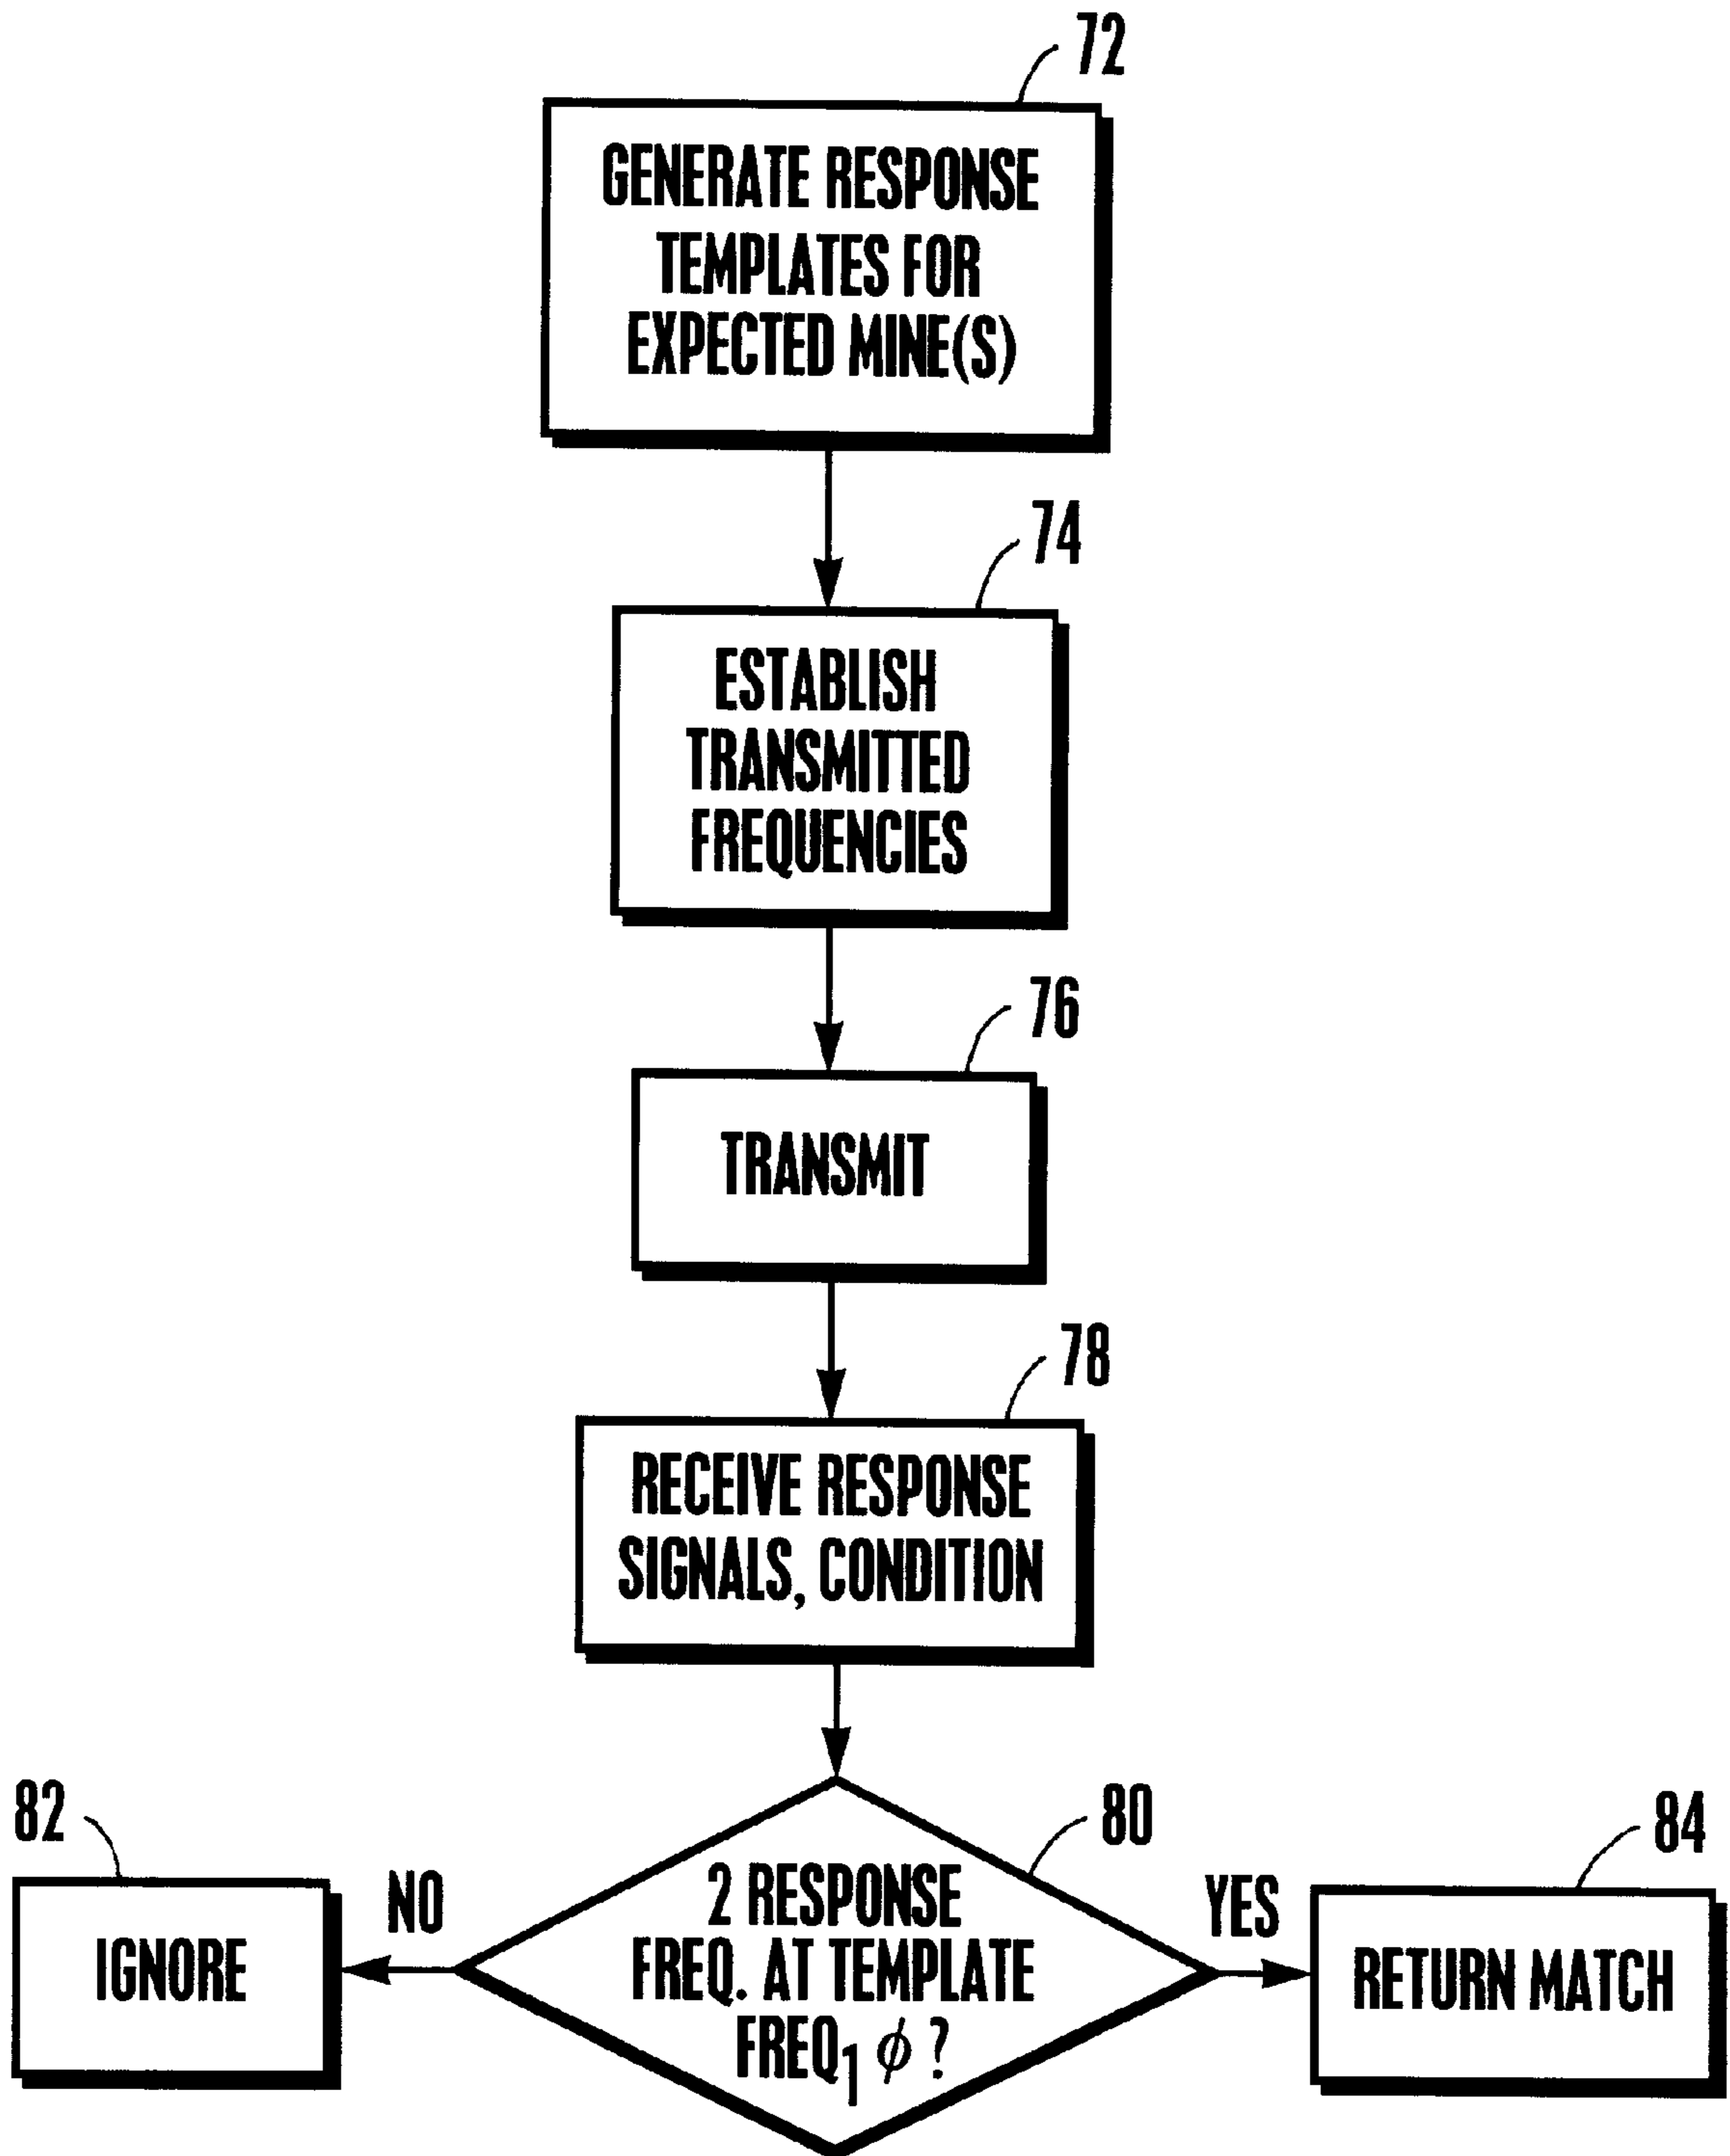 72
GENERATE RESPONSE
TEMPLATES FOR
EXPECTED MINE(S)
74
ESTABLISH
TRANSMITTED
FREQUENCIES
76
TRANSMIT
78
RECEIVE RESPONSE
SIGNALS, CONDITION
80
2 RESPONSE
FREQ. AT TEMPLATE
FREQ₁ ϕ ?
82
NO
IGNORE
YES
84
RETURN MATCH